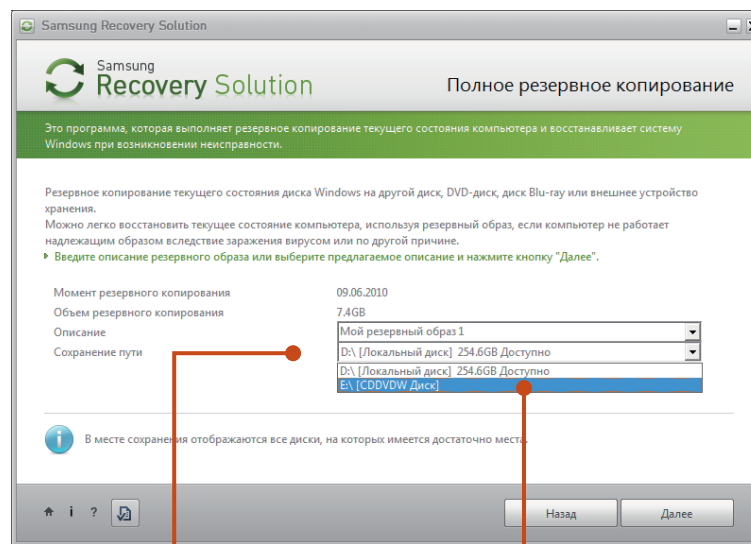 Samsung Recovery Solution
Samsung
Recovery Solution
Полное резервное копирование
Это программа, которая выполняет резервное копирование текущего состояния компьютера и восстанавливает систему
Windows при возникновении неисправности.
Резервное копирование текущего состояния диска Windows на другой диск, DVD-диск, диск Blu-ray или внешнее устройство
хранения.
Можно легко восстановить текущее состояние компьютера, используя резервный образ, если компьютер не работает
надлежащим образом вследствие заражения вирусом или по другой причине.
Введите описание резервного образа или выберите предлагаемое описание и нажмите кнопку "Далее".
Момент резервного копирования 09.06.2010
Объем резервного копирования 7.4GB
Описание Мой резервный образ 1
Сохранение пути D:\ [Локальный диск] 254.6GB Доступно
D:\ [Локальный диск] 254.6GB Доступно
E:\ [CDDVDW Диск]
В месте сохранения отображаются все диски, на которых имеется достаточно места.
i ? Назад Далее